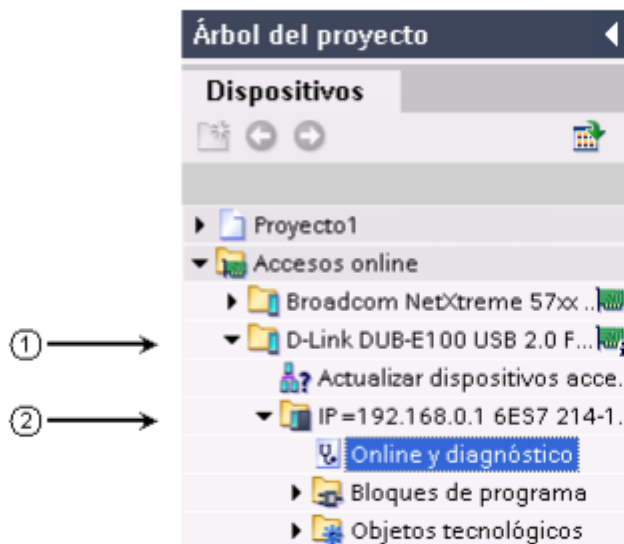 Árbol del proyecto
Dispositivos
Proyecto1
Accesos online
Broadcom NetXtreme 57xx ..
① D-Link DUB-E100 USB 2.0 F...
Actualizar dispositivos acce.
② IP=192.168.0.1 6ES7 214-1.
Online y diagnóstico
Bloques de programa
Objetos tecnológicos